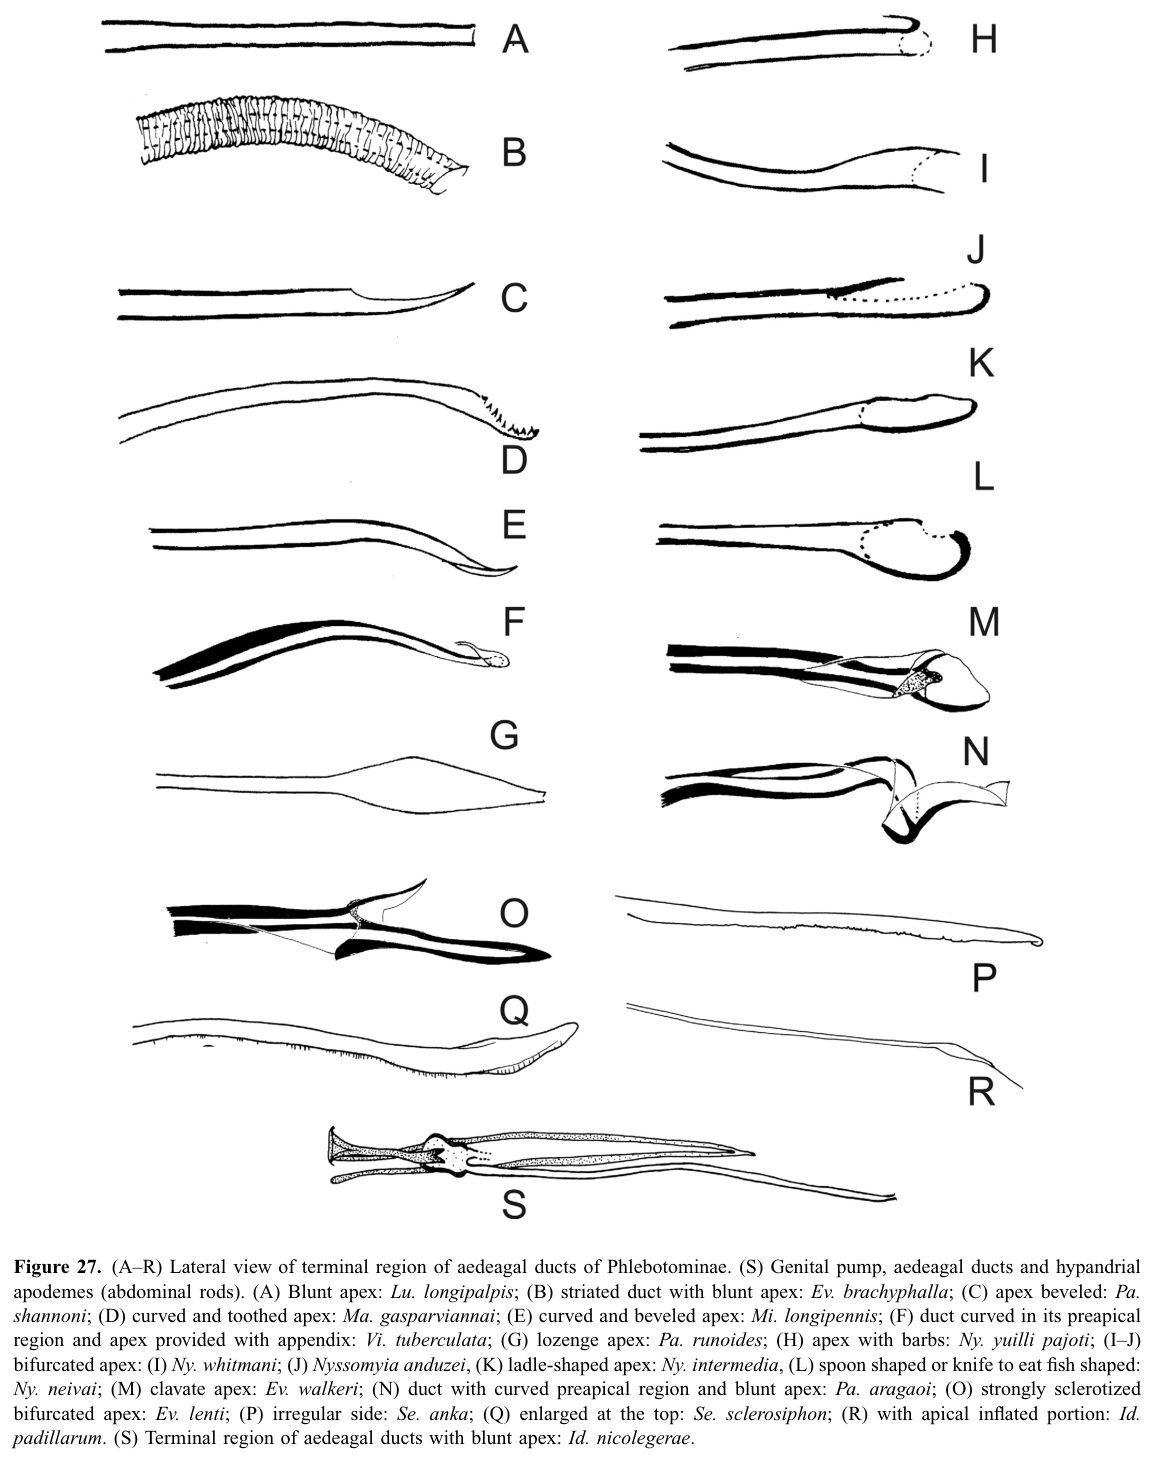 A
H
B
I
C
J
K
D
L
E
F
M
G
N
O
P
Q
R
S
Figure 27. (A–R) Lateral view of terminal region of aedeagal ducts of Phlebotominae. (S) Genital pump, aedeagal ducts and hypandrial
apodemes (abdominal rods). (A) Blunt apex: Lu. longipalpis; (B) striated duct with blunt apex: Ev. brachyphalla; (C) apex beveled: Pa.
shannoni; (D) curved and toothed apex: Ma. gasparviannai; (E) curved and beveled apex: Mi. longipennis; (F) duct curved in its preapical
region and apex provided with appendix: Vi. tuberculata; (G) lozenge apex: Pa. runoides; (H) apex with barbs: Ny. yuilli pajoti; (I–J)
bifurcated apex: (I) Ny. whitmani; (J) Nyssomyia anduzei, (K) ladle-shaped apex: Ny. intermedia, (L) spoon shaped or knife to eat fish shaped:
Ny. neivai; (M) clavate apex: Ev. walkeri; (N) duct with curved preapical region and blunt apex: Pa. aragaoi; (O) strongly sclerotized
bifurcated apex: Ev. lenti; (P) irregular side: Se. anka; (Q) enlarged at the top: Se. sclerosiphon; (R) with apical inflated portion: Id.
padillarum. (S) Terminal region of aedeagal ducts with blunt apex: Id. nicolegerae.